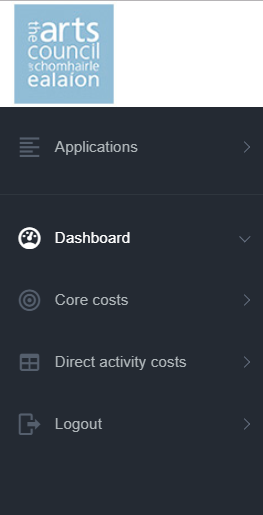 the arts
council
an chomhairle
ealaíon
Applications
Dashboard
Core costs
Direct activity costs
Logout